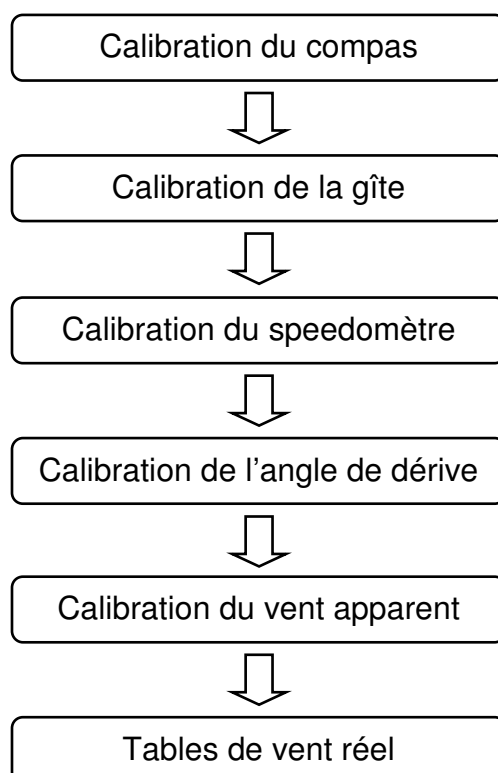 Calibration du compas
Calibration de la gîte
Calibration du speedomètre
Calibration de l'angle de dérive
Calibration du vent apparent
Tables de vent réel